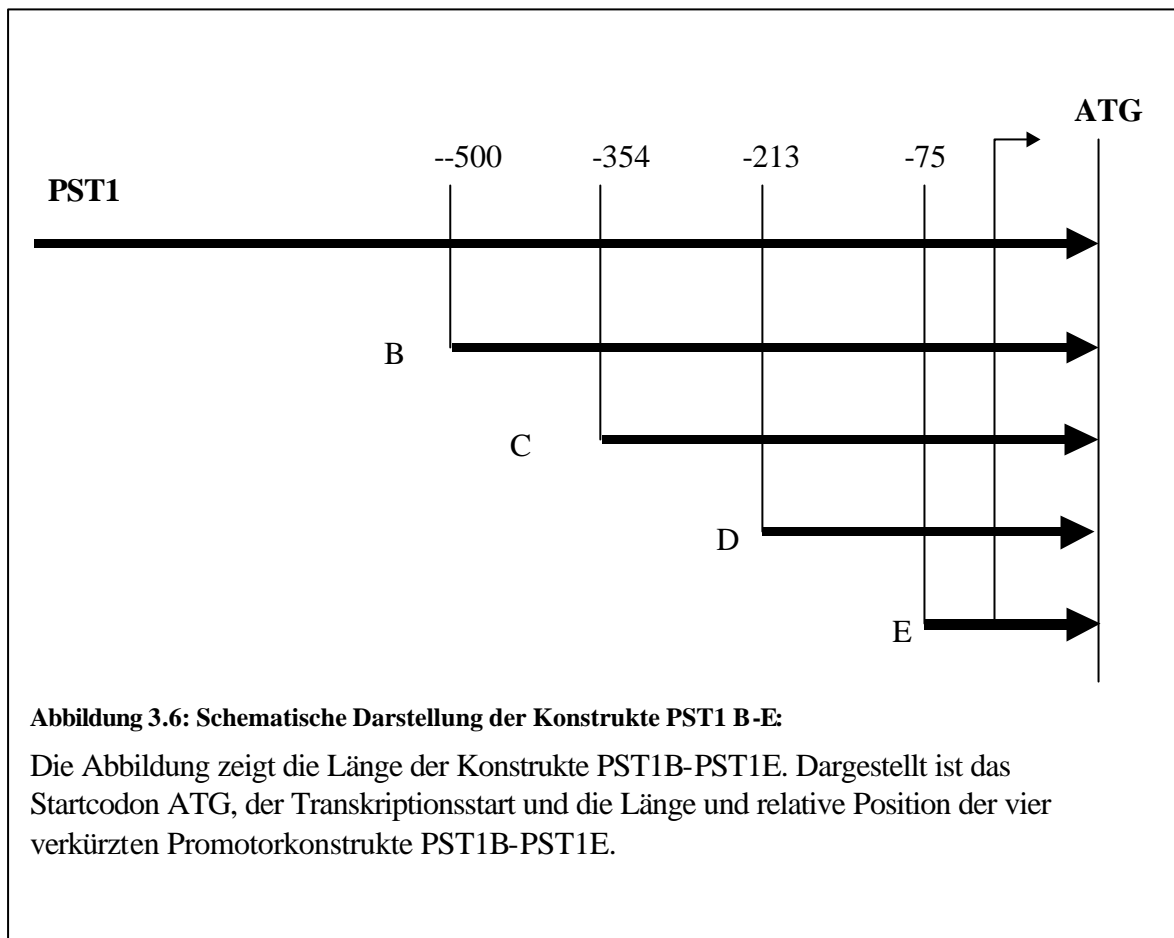 ATG
--500 -354 -213 -75
PST1
B
C
D
E
Abbildung 3.6: Schematische Darstellung der Konstrukte PST1 B-E:
Die Abbildung zeigt die Länge der Konstrukte PST1B-PST1E. Dargestellt ist das
Startcodon ATG, der Transkriptionsstart und die Länge und relative Position der vier
verkürzten Promotorkonstrukte PST1B-PST1E.